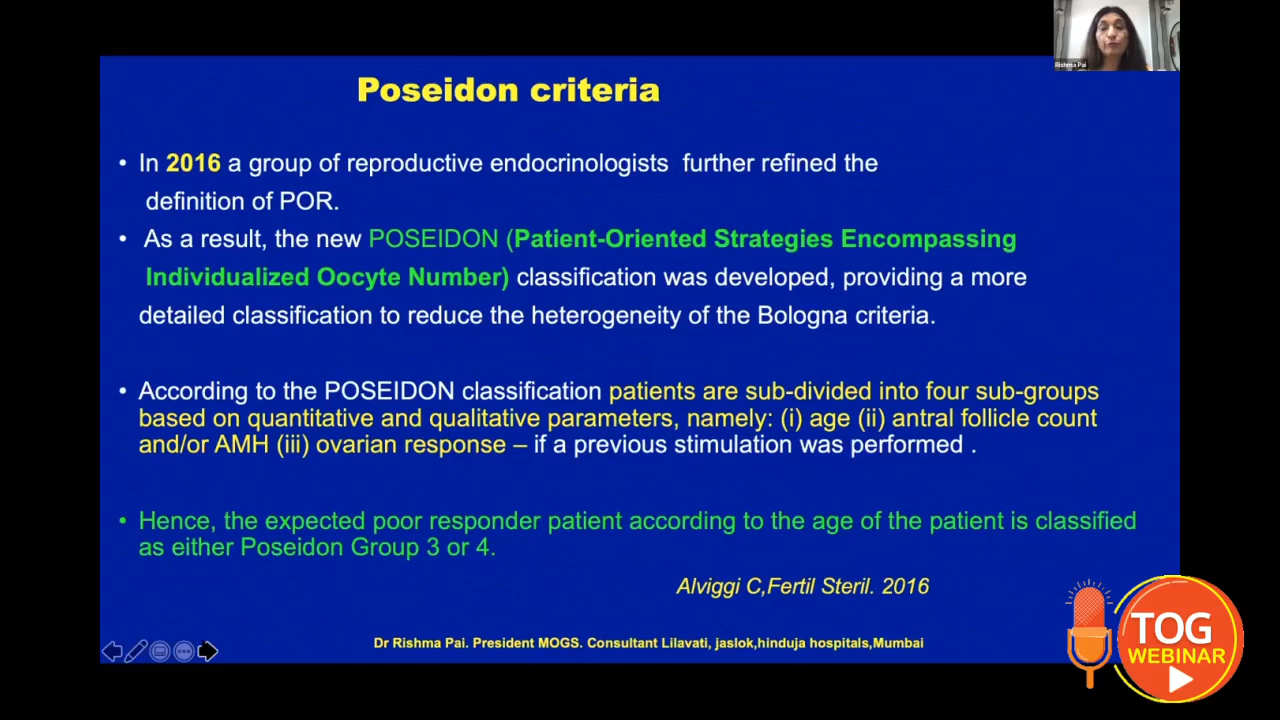 Rishma Pai
Poseidon criteria
• In 2016 a group of reproductive endocrinologists further refined the
definition of POR.
• As a result, the new POSEIDON (Patient-Oriented Strategies Encompassing
Individualized Oocyte Number) classification was developed, providing a more
detailed classification to reduce the heterogeneity of the Bologna criteria.
• According to the POSEIDON classification patients are sub-divided into four sub-groups
based on quantitative and qualitative parameters, namely: (i) age (ii) antral follicle count
and/or AMH (iii) ovarian response – if a previous stimulation was performed .
• Hence, the expected poor responder patient according to the age of the patient is classified
as either Poseidon Group 3 or 4.
Alviggi C,Fertil Steril. 2016
Dr Rishma Pai. President MOGS. Consultant Lilavati, jaslok,hinduja hospitals,Mumbai
TOG
WEBINAR